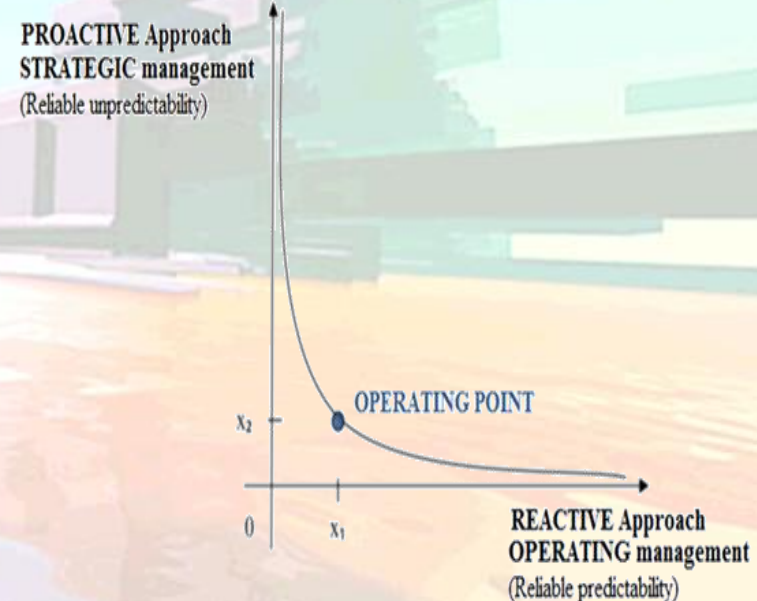 PROACTIVE Approach
STRATEGIC management
(Reliable unpredictability)
OPERATING POINT
x₂
0
x₁
REACTIVE Approach
OPERATING management
(Reliable predictability)